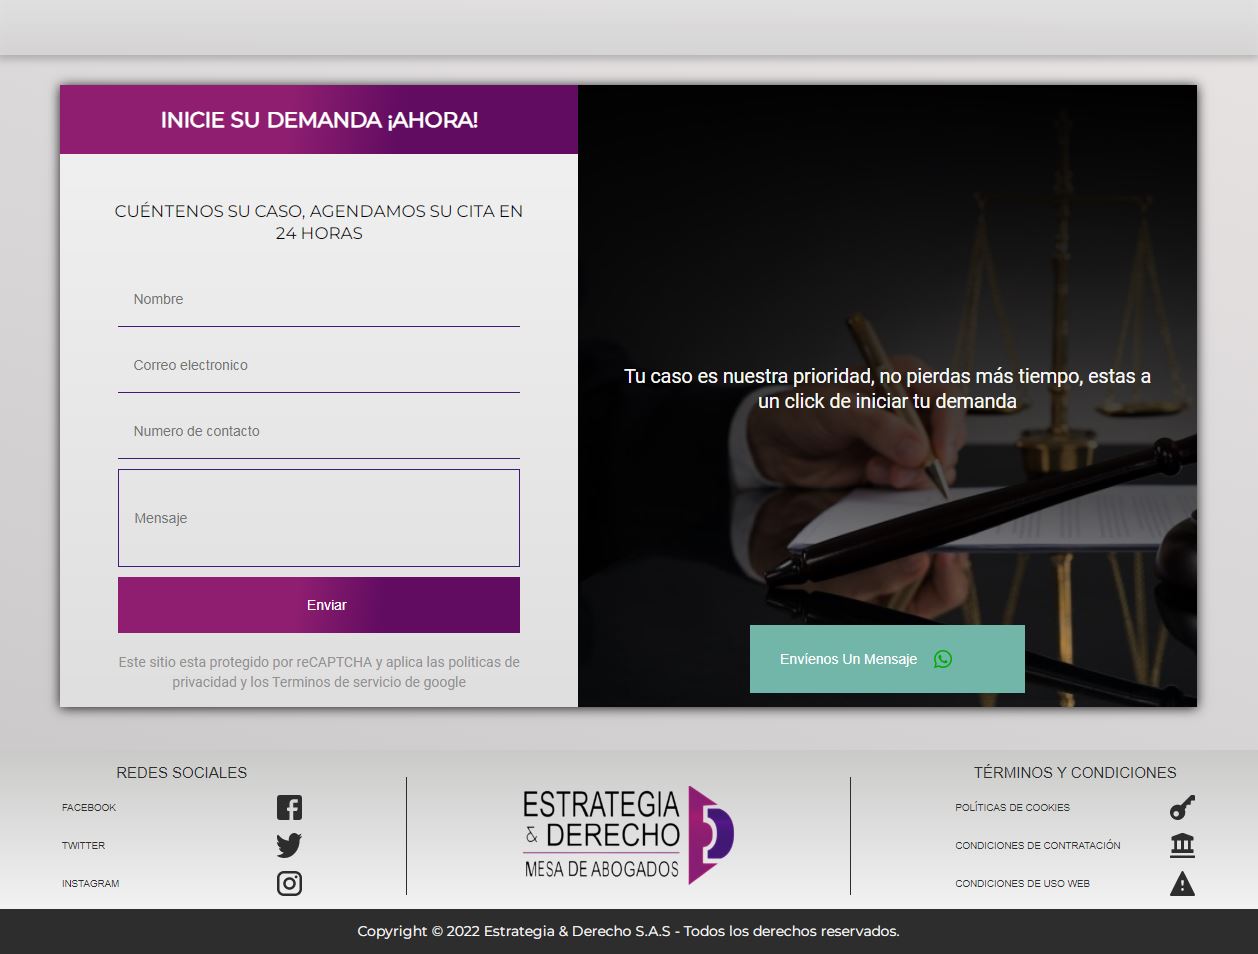 INICIE SU DEMANDA ¡AHORA!
CUÉNTENOS SU CASO, AGENDAMOS SU CITA EN
24 HORAS
Nombre
Correo electronico
Numero de contacto
Mensaje
Enviar
Este sitio esta protegido por reCAPTCHA y aplica las politicas de
privacidad y los Terminos de servicio de google
Tu caso es nuestra prioridad, no pierdas más tiempo, estas a
un click de iniciar tu demanda
Envíenos Un Mensaje
REDES SOCIALES
FACEBOOK
TWITTER
INSTAGRAM
ESTRATEGIA
& DERECHO
MESA DE ABOGADOS
TÉRMINOS Y CONDICIONES
POLÍTICAS DE COOKIES
CONDICIONES DE CONTRATACIÓN
CONDICIONES DE USO WEB
Copyright © 2022 Estrategia & Derecho S.A.S - Todos los derechos reservados.